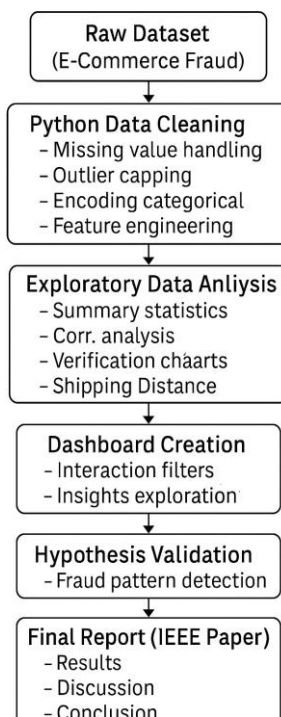 Raw Dataset
(E-Commerce Fraud)
Python Data Cleaning
– Missing value handling
– Outlier capping
– Encoding categorical
– Feature engineering
Exploratory Data Anliysis
– Summary statistics
– Corr. analysis
– Verification chaarts
– Shipping Distance
Dashboard Creation
– Interaction filters
– Insights exploration
Hypothesis Validation
– Fraud pattern detection
Final Report (IEEE Paper)
– Results
– Discussion
– Conclusion